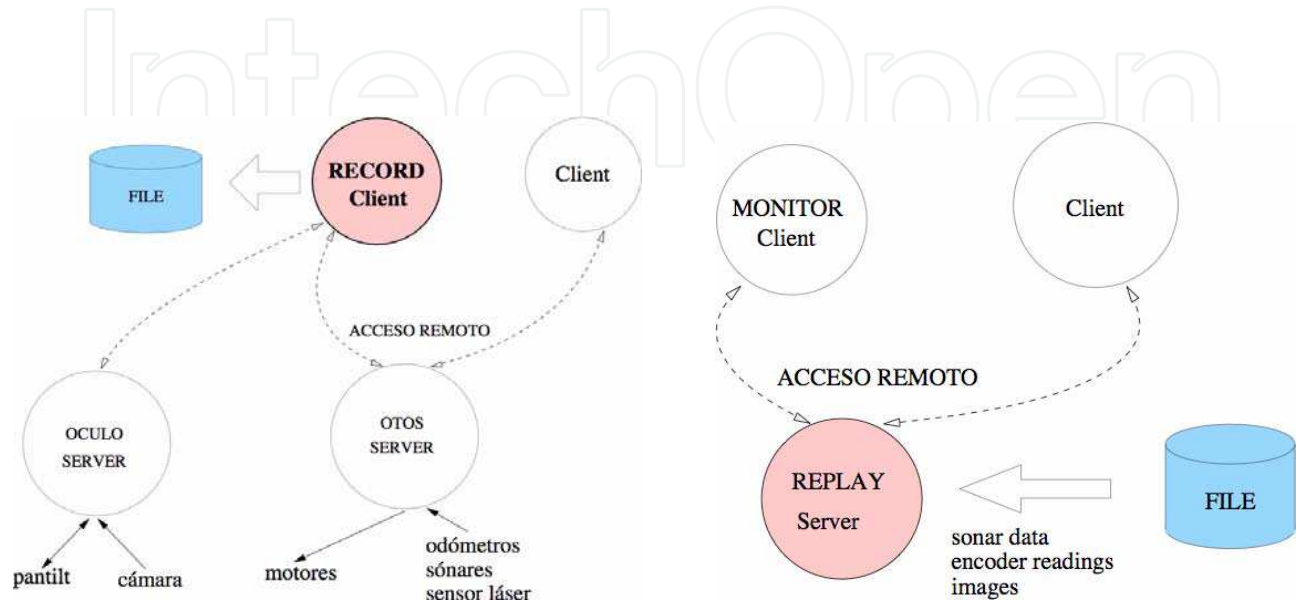 IntechOpen
FILE
RECORD
Client
Client
ACCESO REMOTO
OCULO
SERVER
OTOS
SERVER
pantilt
cámara
motores
odómetros
sónares
sensor láser
MONITOR
Client
Client
ACCESO REMOTO
REPLAY
Server
FILE
sonar data
encoder readings
images